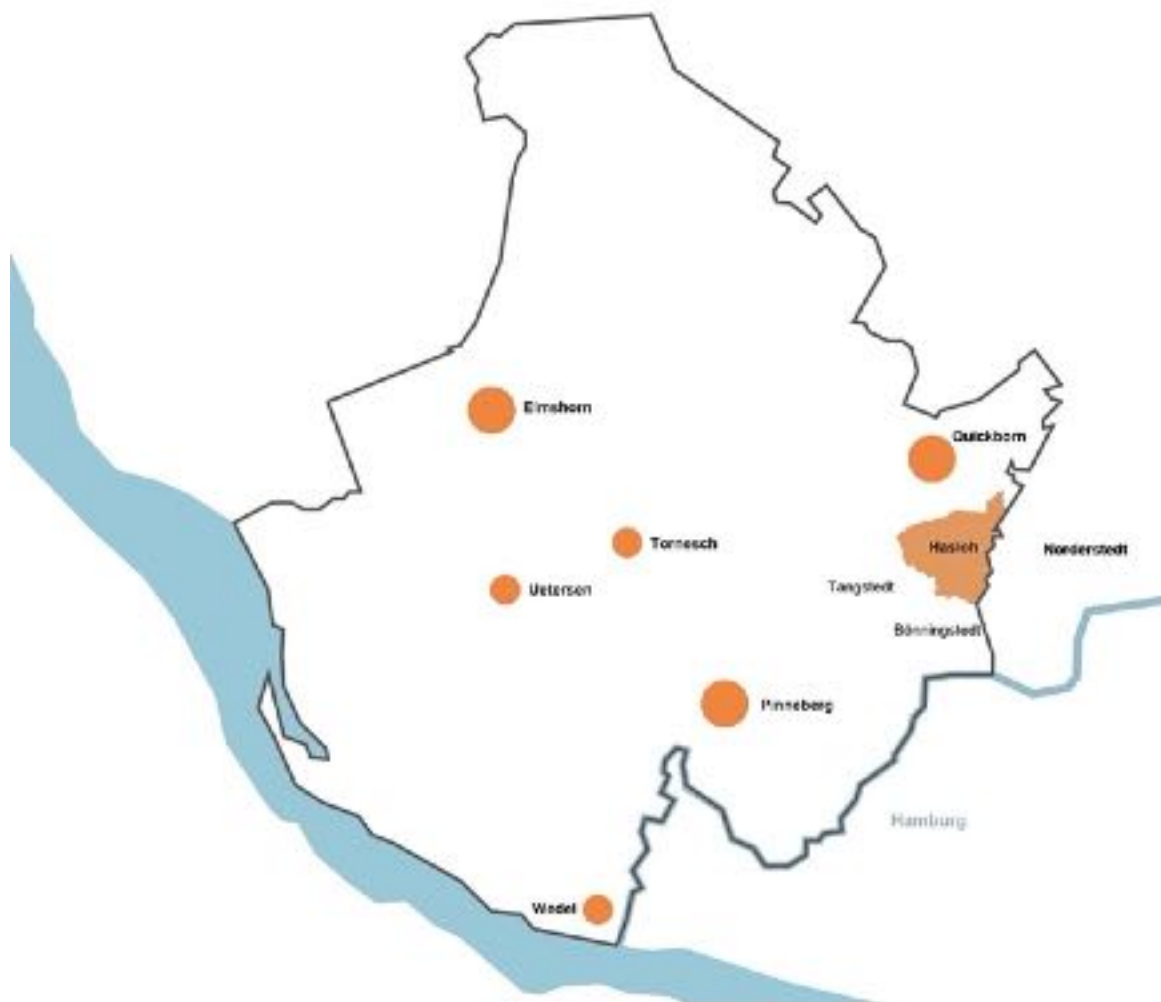 Elmshorn
Quickborn
Tornesch
Hasloh
Norderstedt
Uetersen
Tangstedt
Bönningstedt
Pinneberg
Hamburg
Wedel